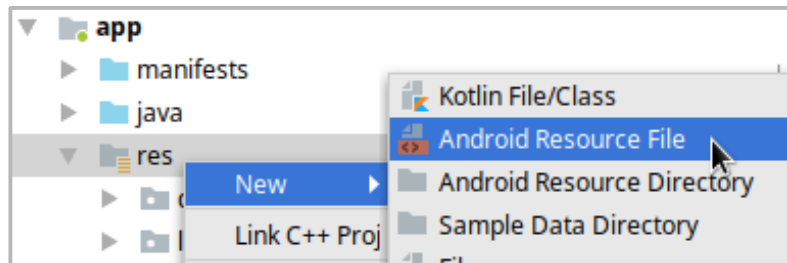 app
manifests
java
res
New
Link C++ Proj
Kotlin File/Class
Android Resource File
Android Resource Directory
Sample Data Directory